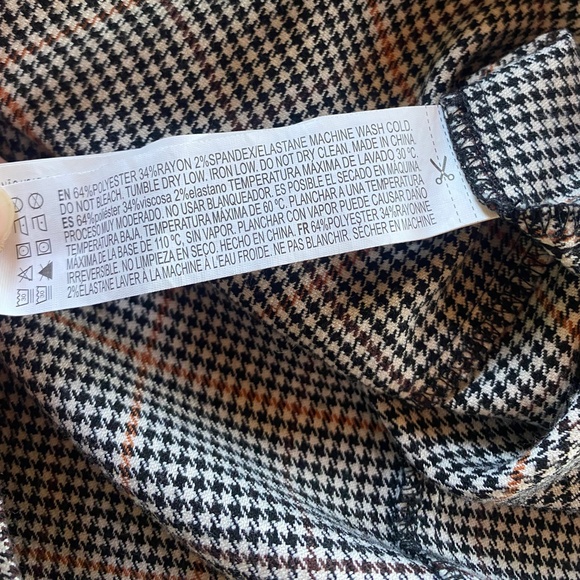 EN 64%POLYESTER 34%RAYON 2%SPANDEX/ELASTANE MACHINE WASH COLD.
DO NOT BLEACH. TUMBLE DRY LOW. IRON LOW. DO NOT DRY CLEAN. MADE IN CHINA.
ES 64%poliéster 34%viscosa 2%elastano TEMPERATURA MÁXIMA DE LAVADO 30 ºC.
PROCESO MUY MODERADO. NO USAR BLANQUEADOR. ES POSIBLE EL SECADO EN MÁQUINA.
TEMPERATURA BAJA, TEMPERATURA MÁXIMA DE 60 ºC. PLANCHAR CON UNA TEMPERATURA
MÁXIMA DE LA BASE DE 110 ºC, SIN VAPOR. PLANCHAR CON VAPOR PUEDE CAUSAR DAÑO
IRREVERSIBLE. NO LIMPIEZA EN SECO. HECHO EN CHINA. FR 64%POLYESTER 34%RAYONNE
2%ELASTANE LAVER À LA MACHINE À L'EAU FROIDE. NE PAS BLANCHIR. SÉCHER EN MACHINE